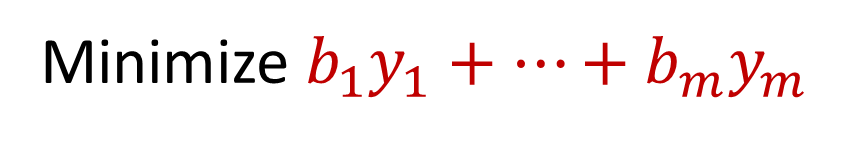 Minimize b₁y₁ + ⋯ + bₘyₘ